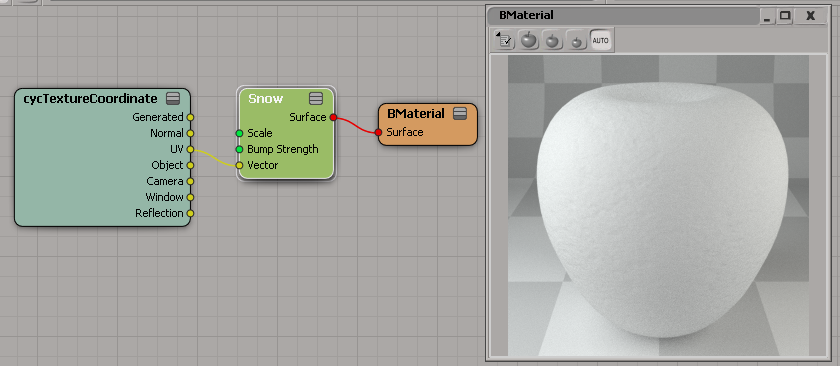 cycTextureCoordinate
Generated
Normal
UV
Object
Camera
Window
Reflection
Snow
Surface
Scale
Bump Strength
Vector
BMaterial
Surface
BMaterial
AUTO